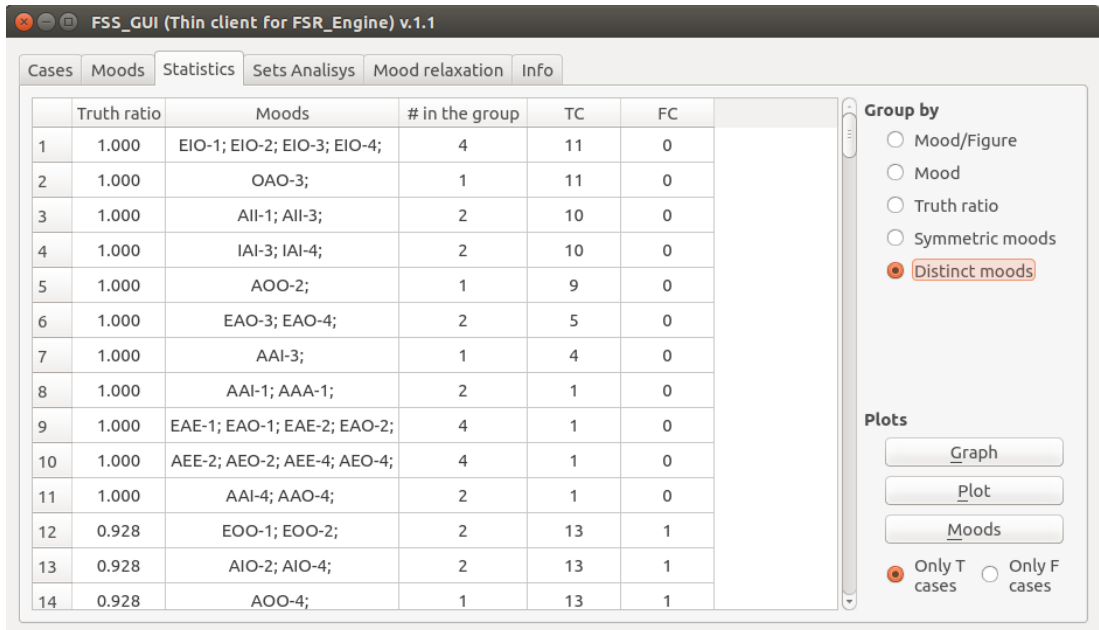 FSS_GUI (Thin client for FSR_Engine) v.1.1
Cases Moods Statistics Sets Analisys Mood relaxation Info
Truth ratio Moods # in the group TC FC
1 1.000 EIO-1; EIO-2; EIO-3; EIO-4; 4 11 0
2 1.000 OAO-3; 1 11 0
3 1.000 AII-1; AII-3; 2 10 0
4 1.000 IAI-3; IAI-4; 2 10 0
5 1.000 AOO-2; 1 9 0
6 1.000 EAO-3; EAO-4; 2 5 0
7 1.000 AAI-3; 1 4 0
8 1.000 AAI-1; AAA-1; 2 1 0
9 1.000 EAE-1; EAO-1; EAE-2; EAO-2; 4 1 0
10 1.000 AEE-2; AEO-2; AEE-4; AEO-4; 4 1 0
11 1.000 AAI-4; AAO-4; 2 1 0
12 0.928 EOO-1; EOO-2; 2 13 1
13 0.928 AIO-2; AIO-4; 2 13 1
14 0.928 AOO-4; 1 13 1
Group by
Mood/Figure
Mood
Truth ratio
Symmetric moods
Distinct moods
Plots
Graph
Plot
Moods
Only T cases
Only F cases